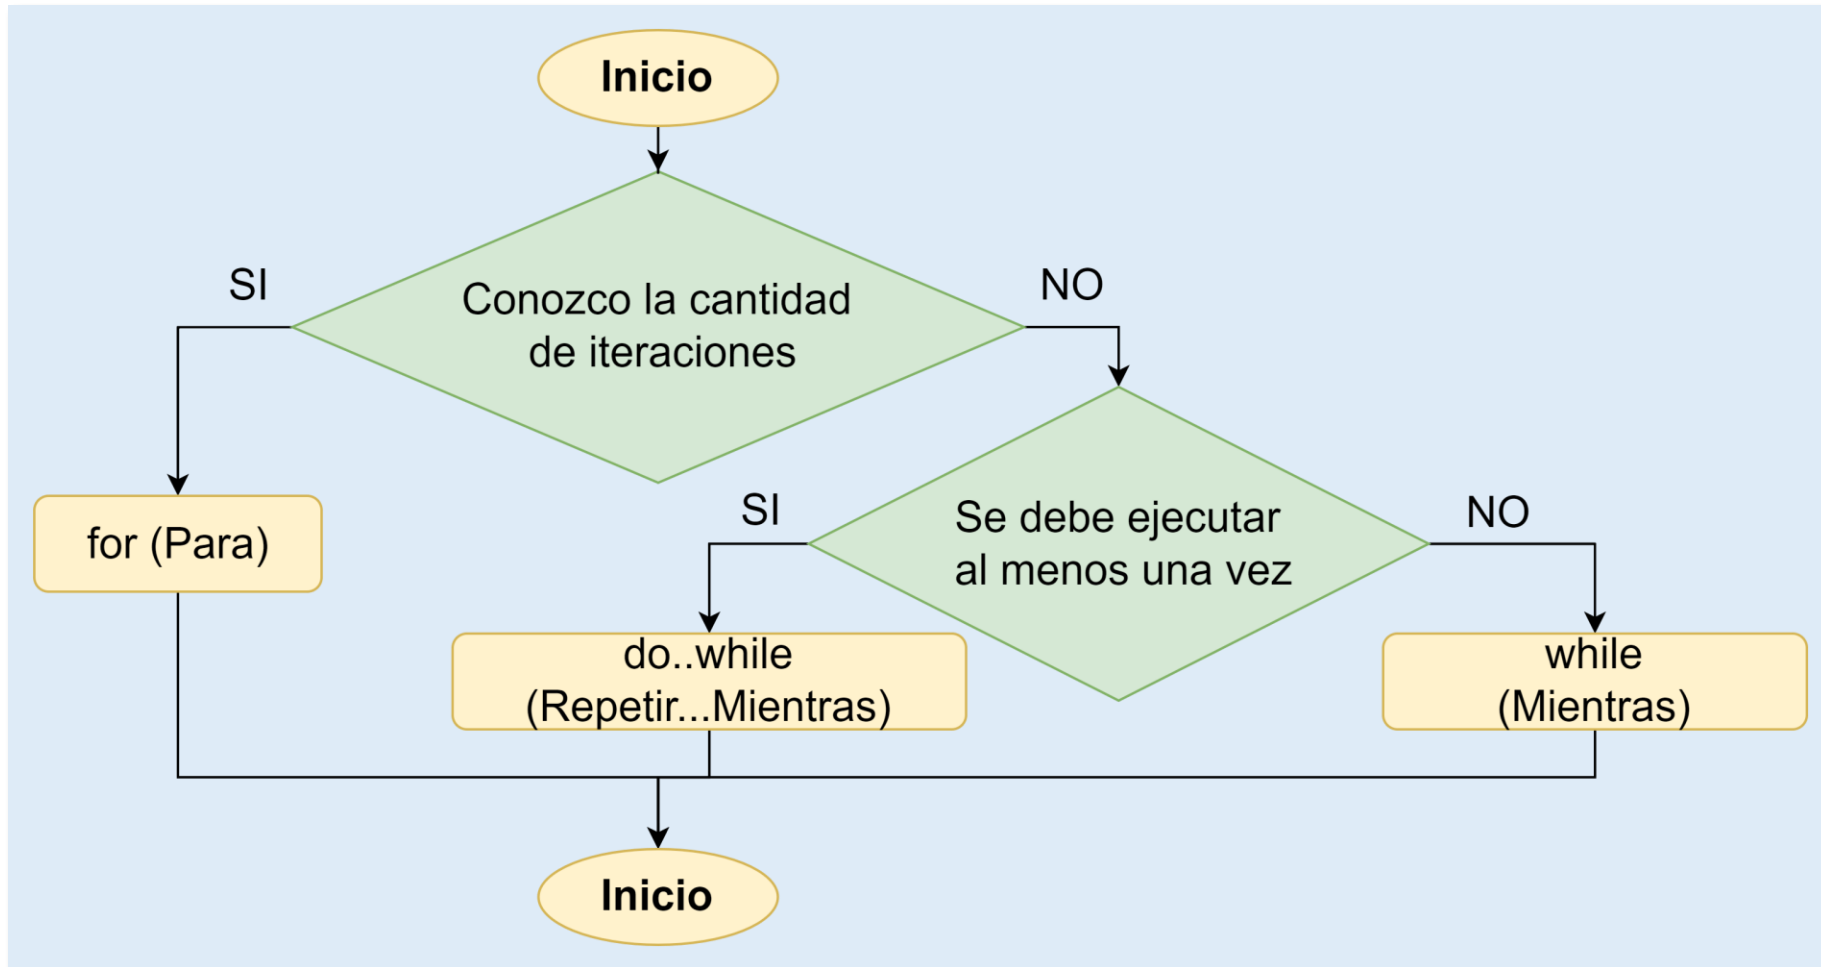 Inicio
SI
NO
Conozco la cantidad
de iteraciones
for (Para)
SI
NO
Se debe ejecutar
al menos una vez
do..while
(Repetir...Mientras)
while
(Mientras)
Inicio